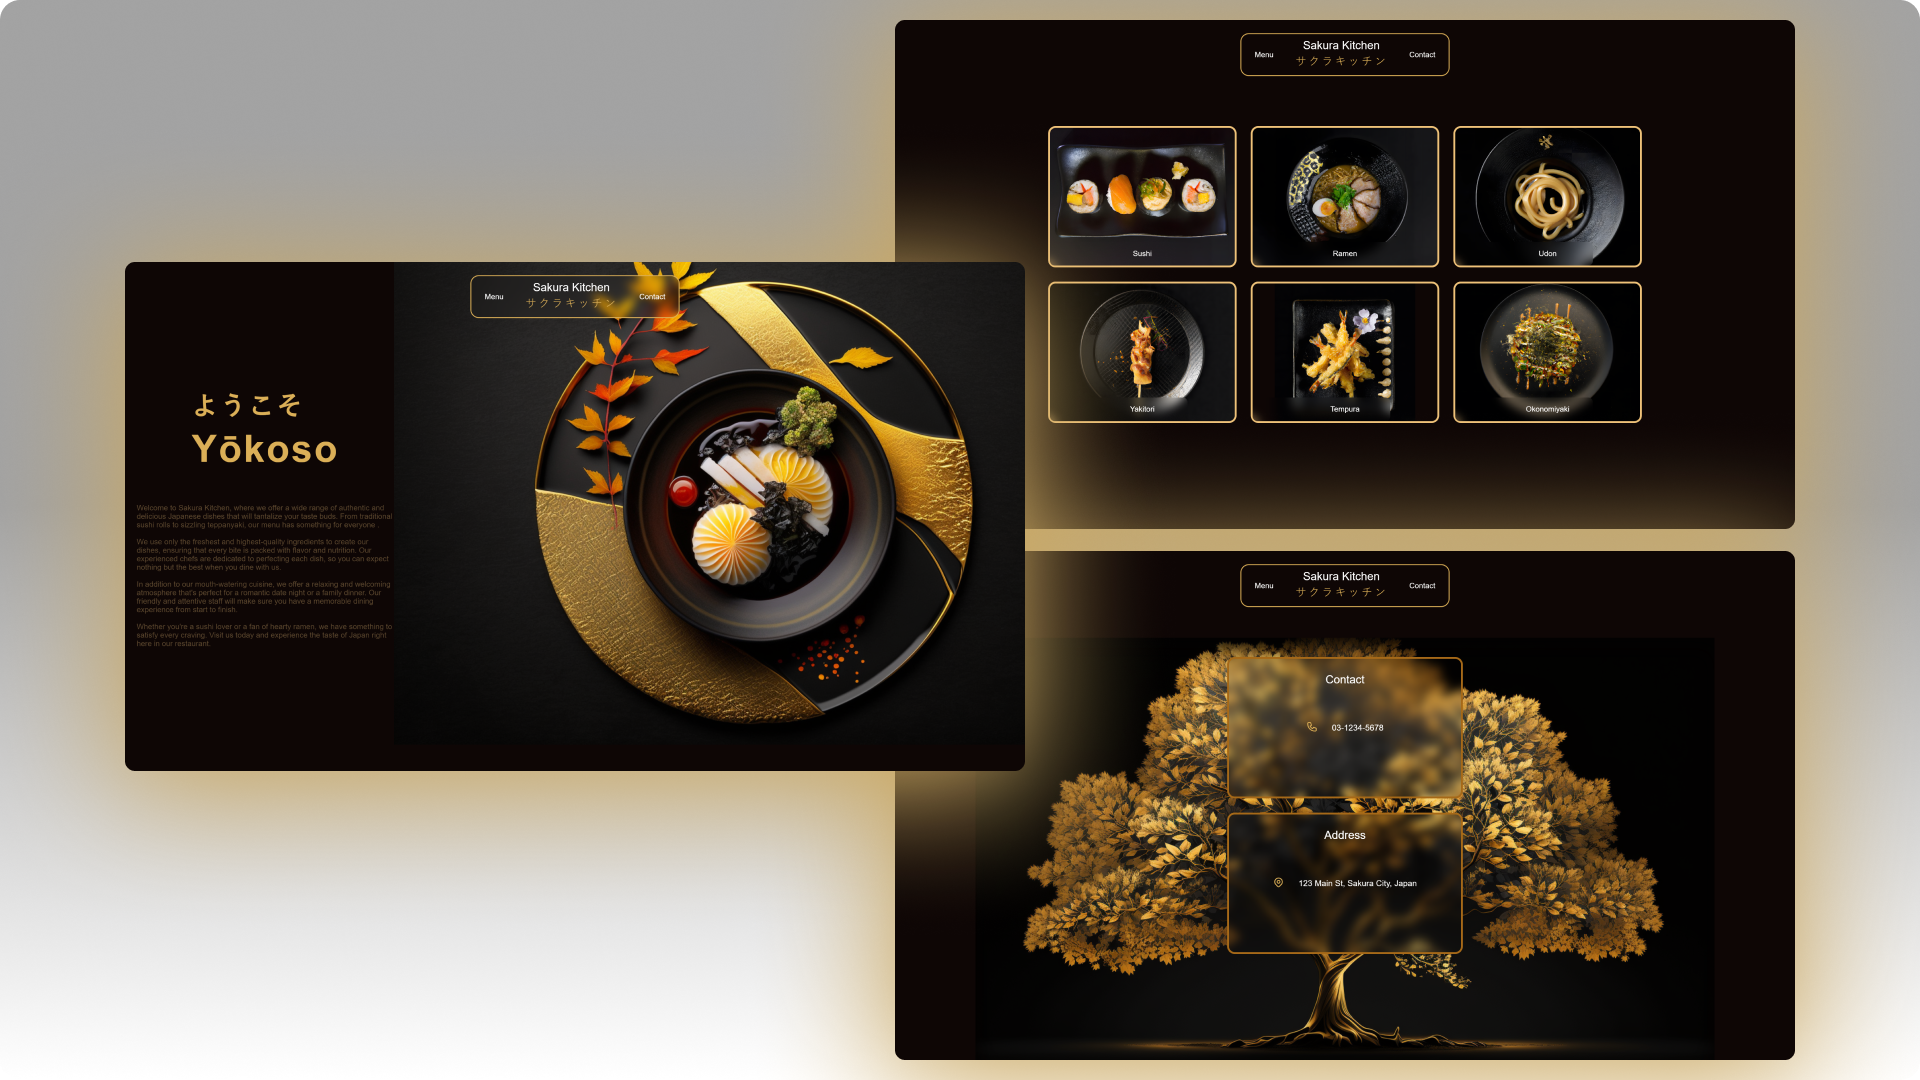 Menu
Sakura Kitchen
サクラキッチン
Contact
ようこそ
Yōkoso
Welcome to Sakura Kitchen, where we offer a wide range of authentic and
delicious Japanese dishes that will tantalize your taste buds. From traditional
sushi rolls to sizzling teppanyaki, our menu has something for everyone .
We use only the freshest and highest-quality ingredients to create our
dishes, ensuring that every bite is packed with flavor and nutrition. Our
experienced chefs are dedicated to perfecting each dish, so you can expect
nothing but the best when you dine with us.
In addition to our mouth-watering cuisine, we offer a relaxing and welcoming
atmosphere that's perfect for a romantic date night or a family dinner. Our
friendly and attentive staff will make sure you have a memorable dining
experience from start to finish.
Whether you're a sushi lover or a fan of hearty ramen, we have something to
satisfy every craving. Visit us today and experience the taste of Japan right
here in our restaurant.
Menu
Sakura Kitchen
サクラキッチン
Contact
Sushi
Ramen
Udon
Yakitori
Tempura
Okonomiyaki
Menu
Sakura Kitchen
サクラキッチン
Contact
Contact
03-1234-5678
Address
123 Main St, Sakura City, Japan